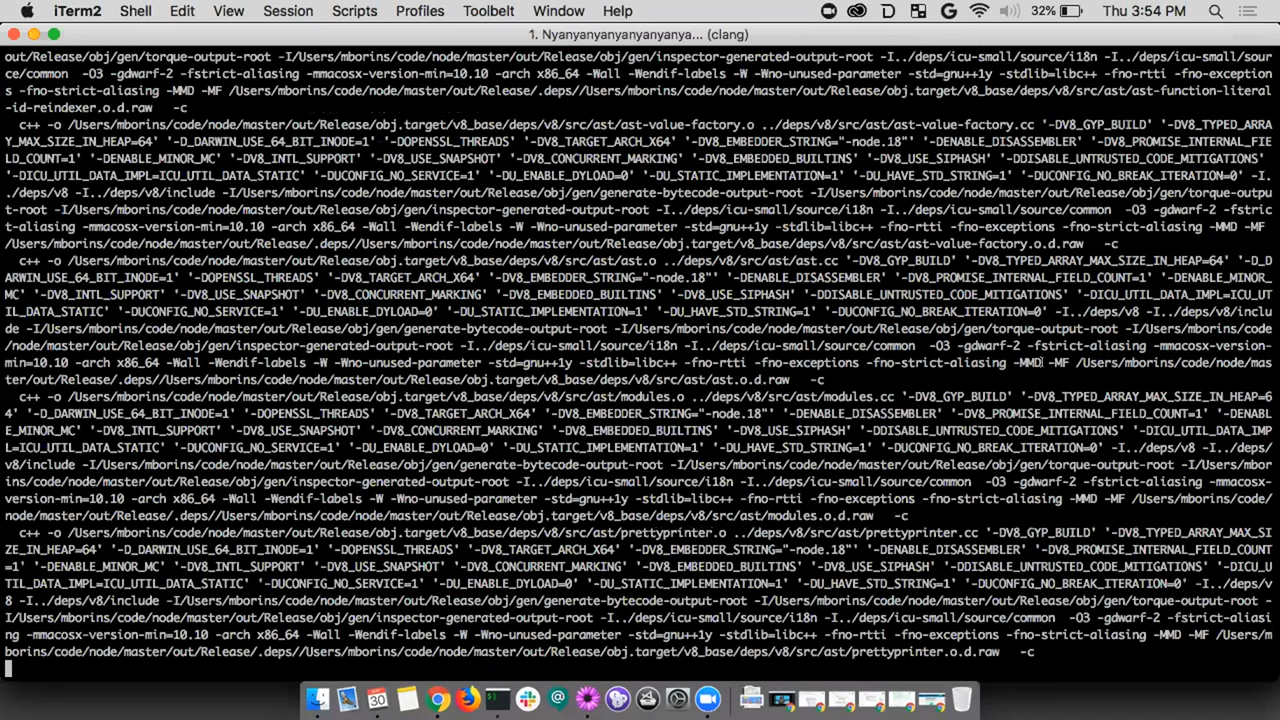 iTerm2 Shell Edit View Session Scripts Profiles Toolbelt Window Help 32% Thu 3:54 PM
1. Nyanyanyanyanyanya... (clang)
out/Release/obj/gen/torque-output-root -I/Users/mborins/code/node/master/out/Release/obj/gen/inspector-generated-output-root -I../deps/icu-small/source/i18n -I../deps/icu-small/sour
ce/common -O3 -gdwarf-2 -fstrict-aliasing -mmacosx-version-min=10.10 -arch x86_64 -Wall -Wendif-labels -W -Wno-unused-parameter -std=gnu++1y -stdlib=libc++ -fno-rtti -fno-exception
s -fno-strict-aliasing -MMD -MF /Users/mborins/code/node/master/out/Release/.deps//Users/mborins/code/node/master/out/Release/obj.target/v8_base/deps/v8/src/ast/ast-function-literal
-id-reindexer.o.d.raw -c
c++ -o /Users/mborins/code/node/master/out/Release/obj.target/v8_base/deps/v8/src/ast/ast-value-factory.o ../deps/v8/src/ast/ast-value-factory.cc '-DV8_GYP_BUILD' '-DV8_TYPED_ARRA
Y_MAX_SIZE_IN_HEAP=64' '-D_DARWIN_USE_64_BIT_INODE=1' '-DOPENSSL_THREADS' '-DV8_TARGET_ARCH_X64' '-DV8_EMBEDDER_STRING="-node.18"' '-DENABLE_DISASSEMBLER' '-DV8_PROMISE_INTERNAL_FIE
LD_COUNT=1' '-DENABLE_MINOR_MC' '-DV8_INTL_SUPPORT' '-DV8_USE_SNAPSHOT' '-DV8_CONCURRENT_MARKING' '-DV8_EMBEDDED_BUILTINS' '-DV8_USE_SIPHASH' '-DDISABLE_UNTRUSTED_CODE_MITIGATIONS'
'-DICU_UTIL_DATA_IMPL=ICU_UTIL_DATA_STATIC' '-DUCONFIG_NO_SERVICE=1' '-DU_ENABLE_DYLOAD=0' '-DU_STATIC_IMPLEMENTATION=1' '-DU_HAVE_STD_STRING=1' '-DUCONFIG_NO_BREAK_ITERATION=0' -I.
./deps/v8 -I../deps/v8/include -I/Users/mborins/code/node/master/out/Release/obj/gen/generate-bytecode-output-root -I/Users/mborins/code/node/master/out/Release/obj/gen/torque-outpu
t-root -I/Users/mborins/code/node/master/out/Release/obj/gen/inspector-generated-output-root -I../deps/icu-small/source/i18n -I../deps/icu-small/source/common -O3 -gdwarf-2 -fstric
t-aliasing -mmacosx-version-min=10.10 -arch x86_64 -Wall -Wendif-labels -W -Wno-unused-parameter -std=gnu++1y -stdlib=libc++ -fno-rtti -fno-exceptions -fno-strict-aliasing -MMD -MF
/Users/mborins/code/node/master/out/Release/.deps//Users/mborins/code/node/master/out/Release/obj.target/v8_base/deps/v8/src/ast/ast-value-factory.o.d.raw -c
c++ -o /Users/mborins/code/node/master/out/Release/obj.target/v8_base/deps/v8/src/ast/ast.o ../deps/v8/src/ast/ast.cc '-DV8_GYP_BUILD' '-DV8_TYPED_ARRAY_MAX_SIZE_IN_HEAP=64' '-D_D
ARWIN_USE_64_BIT_INODE=1' '-DOPENSSL_THREADS' '-DV8_TARGET_ARCH_X64' '-DV8_EMBEDDER_STRING="-node.18"' '-DENABLE_DISASSEMBLER' '-DV8_PROMISE_INTERNAL_FIELD_COUNT=1' '-DENABLE_MINOR_
MC' '-DV8_INTL_SUPPORT' '-DV8_USE_SNAPSHOT' '-DV8_CONCURRENT_MARKING' '-DV8_EMBEDDED_BUILTINS' '-DV8_USE_SIPHASH' '-DDISABLE_UNTRUSTED_CODE_MITIGATIONS' '-DICU_UTIL_DATA_IMPL=ICU_UT
IL_DATA_STATIC' '-DUCONFIG_NO_SERVICE=1' '-DU_ENABLE_DYLOAD=0' '-DU_STATIC_IMPLEMENTATION=1' '-DU_HAVE_STD_STRING=1' '-DUCONFIG_NO_BREAK_ITERATION=0' -I../deps/v8 -I../deps/v8/inclu
de -I/Users/mborins/code/node/master/out/Release/obj/gen/generate-bytecode-output-root -I/Users/mborins/code/node/master/out/Release/obj/gen/torque-output-root -I/Users/mborins/code
/node/master/out/Release/obj/gen/inspector-generated-output-root -I../deps/icu-small/source/i18n -I../deps/icu-small/source/common -O3 -gdwarf-2 -fstrict-aliasing -mmacosx-version-
min=10.10 -arch x86_64 -Wall -Wendif-labels -W -Wno-unused-parameter -std=gnu++1y -stdlib=libc++ -fno-rtti -fno-exceptions -fno-strict-aliasing -MMD -MF /Users/mborins/code/node/mas
ter/out/Release/.deps//Users/mborins/code/node/master/out/Release/obj.target/v8_base/deps/v8/src/ast/ast.o.d.raw -c
c++ -o /Users/mborins/code/node/master/out/Release/obj.target/v8_base/deps/v8/src/ast/modules.o ../deps/v8/src/ast/modules.cc '-DV8_GYP_BUILD' '-DV8_TYPED_ARRAY_MAX_SIZE_IN_HEAP=6
4' '-D_DARWIN_USE_64_BIT_INODE=1' '-DOPENSSL_THREADS' '-DV8_TARGET_ARCH_X64' '-DV8_EMBEDDER_STRING="-node.18"' '-DENABLE_DISASSEMBLER' '-DV8_PROMISE_INTERNAL_FIELD_COUNT=1' '-DENABL
E_MINOR_MC' '-DV8_INTL_SUPPORT' '-DV8_USE_SNAPSHOT' '-DV8_CONCURRENT_MARKING' '-DV8_EMBEDDED_BUILTINS' '-DV8_USE_SIPHASH' '-DDISABLE_UNTRUSTED_CODE_MITIGATIONS' '-DICU_UTIL_DATA_IMP
L=ICU_UTIL_DATA_STATIC' '-DUCONFIG_NO_SERVICE=1' '-DU_ENABLE_DYLOAD=0' '-DU_STATIC_IMPLEMENTATION=1' '-DU_HAVE_STD_STRING=1' '-DUCONFIG_NO_BREAK_ITERATION=0' -I../deps/v8 -I../deps/
v8/include -I/Users/mborins/code/node/master/out/Release/obj/gen/generate-bytecode-output-root -I/Users/mborins/code/node/master/out/Release/obj/gen/torque-output-root -I/Users/mbor
ins/code/node/master/out/Release/obj/gen/inspector-generated-output-root -I../deps/icu-small/source/i18n -I../deps/icu-small/source/common -O3 -gdwarf-2 -fstrict-aliasing -mmacosx-
version-min=10.10 -arch x86_64 -Wall -Wendif-labels -W -Wno-unused-parameter -std=gnu++1y -stdlib=libc++ -fno-rtti -fno-exceptions -fno-strict-aliasing -MMD -MF /Users/mborins/code/
node/master/out/Release/.deps//Users/mborins/code/node/master/out/Release/obj.target/v8_base/deps/v8/src/ast/modules.o.d.raw -c
c++ -o /Users/mborins/code/node/master/out/Release/obj.target/v8_base/deps/v8/src/ast/prettyprinter.o ../deps/v8/src/ast/prettyprinter.cc '-DV8_GYP_BUILD' '-DV8_TYPED_ARRAY_MAX_SI
ZE_IN_HEAP=64' '-D_DARWIN_USE_64_BIT_INODE=1' '-DOPENSSL_THREADS' '-DV8_TARGET_ARCH_X64' '-DV8_EMBEDDER_STRING="-node.18"' '-DENABLE_DISASSEMBLER' '-DV8_PROMISE_INTERNAL_FIELD_COUNT
=1' '-DENABLE_MINOR_MC' '-DV8_INTL_SUPPORT' '-DV8_USE_SNAPSHOT' '-DV8_CONCURRENT_MARKING' '-DV8_EMBEDDED_BUILTINS' '-DV8_USE_SIPHASH' '-DDISABLE_UNTRUSTED_CODE_MITIGATIONS' '-DICU_U
TIL_DATA_IMPL=ICU_UTIL_DATA_STATIC' '-DUCONFIG_NO_SERVICE=1' '-DU_ENABLE_DYLOAD=0' '-DU_STATIC_IMPLEMENTATION=1' '-DU_HAVE_STD_STRING=1' '-DUCONFIG_NO_BREAK_ITERATION=0' -I../deps/v
8 -I../deps/v8/include -I/Users/mborins/code/node/master/out/Release/obj/gen/generate-bytecode-output-root -I/Users/mborins/code/node/master/out/Release/obj/gen/torque-output-root -
I/Users/mborins/code/node/master/out/Release/obj/gen/inspector-generated-output-root -I../deps/icu-small/source/i18n -I../deps/icu-small/source/common -O3 -gdwarf-2 -fstrict-aliasi
ng -mmacosx-version-min=10.10 -arch x86_64 -Wall -Wendif-labels -W -Wno-unused-parameter -std=gnu++1y -stdlib=libc++ -fno-rtti -fno-exceptions -fno-strict-aliasing -MMD -MF /Users/m
borins/code/node/master/out/Release/.deps//Users/mborins/code/node/master/out/Release/obj.target/v8_base/deps/v8/src/ast/prettyprinter.o.d.raw -c
30